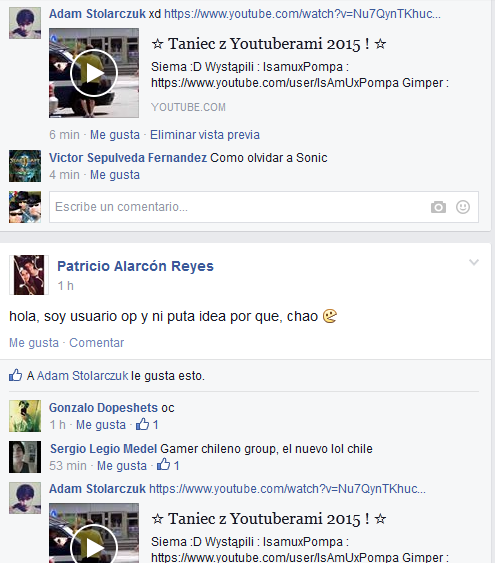 Adam Stolarczuk xd https://www.youtube.com/watch?v=Nu7QynTKhuc...
☆ Taniec z Youtuberami 2015 ! ☆
Siema :D Wystąpili : IsamuxPompa :
https://www.youtube.com/user/IsAmUxPompa Gimper :
YOUTUBE.COM
6 min · Me gusta · Eliminar vista previa
Victor Sepulveda Fernandez Como olvidar a Sonic
4 min · Me gusta
Escribe un comentario...
Patricio Alarcón Reyes
1 h
hola, soy usuario op y ni puta idea por que, chao
Me gusta · Comentar
A Adam Stolarczuk le gusta esto.
Gonzalo Dopeshets oc
1 h · Me gusta · 1
Sergio Legio Medel Gamer chileno group, el nuevo lol chile
53 min · Me gusta · 1
Adam Stolarczuk https://www.youtube.com/watch?v=Nu7QynTKhuc...
☆ Taniec z Youtuberami 2015 ! ☆
Siema :D Wystąpili : IsamuxPompa :
https://www.youtube.com/user/IsAmUxPompa Gimper :